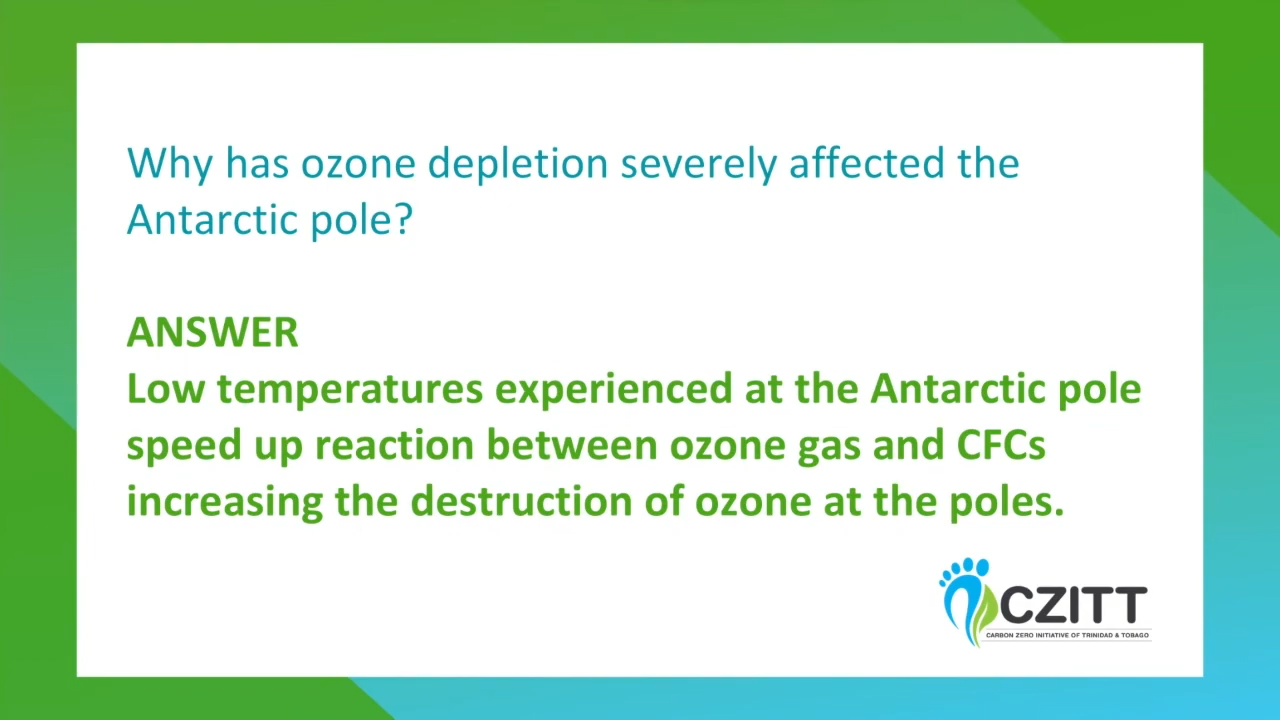 Why has ozone depletion severely affected the
Antarctic pole?
ANSWER
Low temperatures experienced at the Antarctic pole
speed up reaction between ozone gas and CFCs
increasing the destruction of ozone at the poles.
CZITT
CARBON ZERO INITIATIVE OF TRINIDAD & TOBAGO